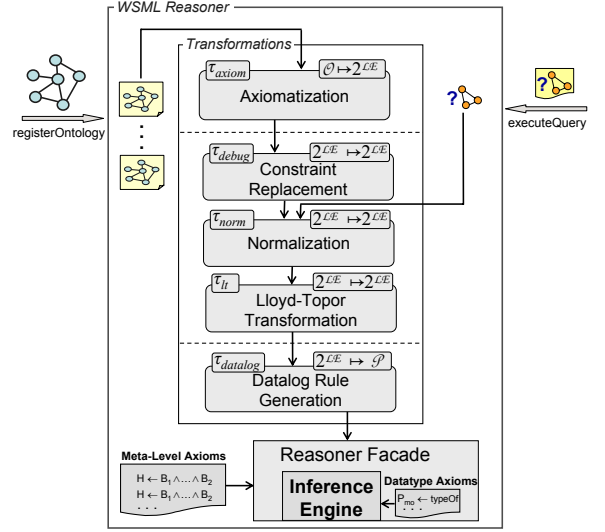 WSML Reasoner
Transformations
τaxiom
𝒪 ↦ 2^ℒℰ
Axiomatization
registerOntology
?
?
executeQuery
τdebug
2^ℒℰ ↦ 2^ℒℰ
Constraint
Replacement
τnorm
2^ℒℰ ↦ 2^ℒℰ
Normalization
τlt
2^ℒℰ ↦ 2^ℒℰ
Lloyd-Topor
Transformation
τdatalog
2^ℒℰ ↦ 𝒫
Datalog Rule
Generation
Meta-Level Axioms
H ← B₁ ∧…∧ B₂
H ← B₁ ∧…∧ B₂
. . .
Reasoner Facade
Inference
Engine
Datatype Axioms
Pmo ← typeOf
. . .